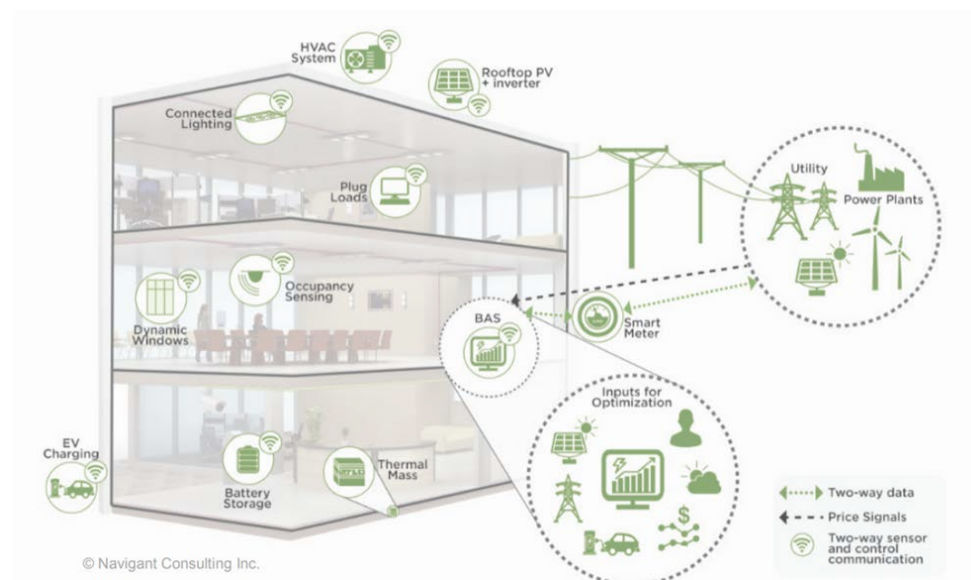 HVAC
System
Rooftop PV
+ inverter
Connected
Lighting
Plug
Loads
Utility
Power Plants
Occupancy
Sensing
Dynamic
Windows
BAS
Smart
Meter
Inputs for
Optimization
EV
Charging
Battery
Storage
Thermal
Mass
$
Two-way data
Price Signals
Two-way sensor
and control
communication
© Navigant Consulting Inc.